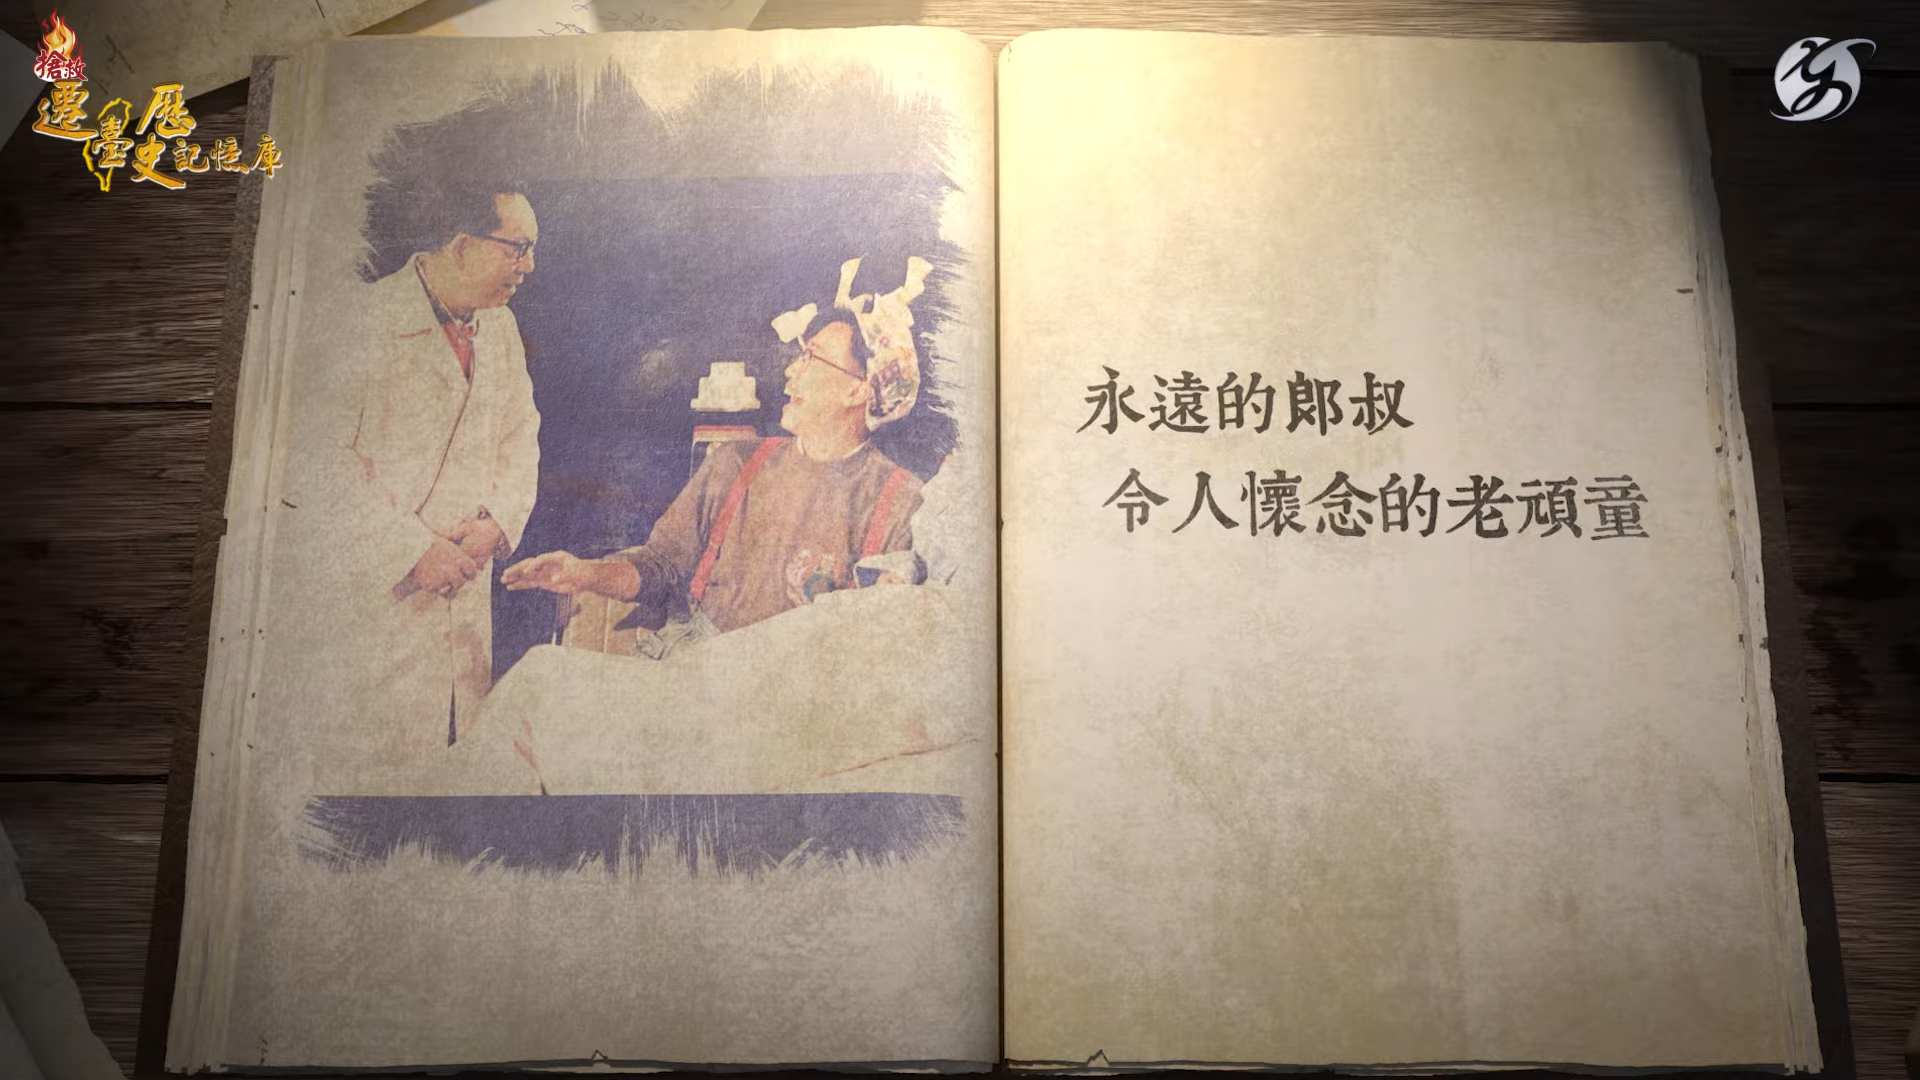 搶救
遷臺歷史記憶庫
永遠的郎叔
令人懷念的老頑童